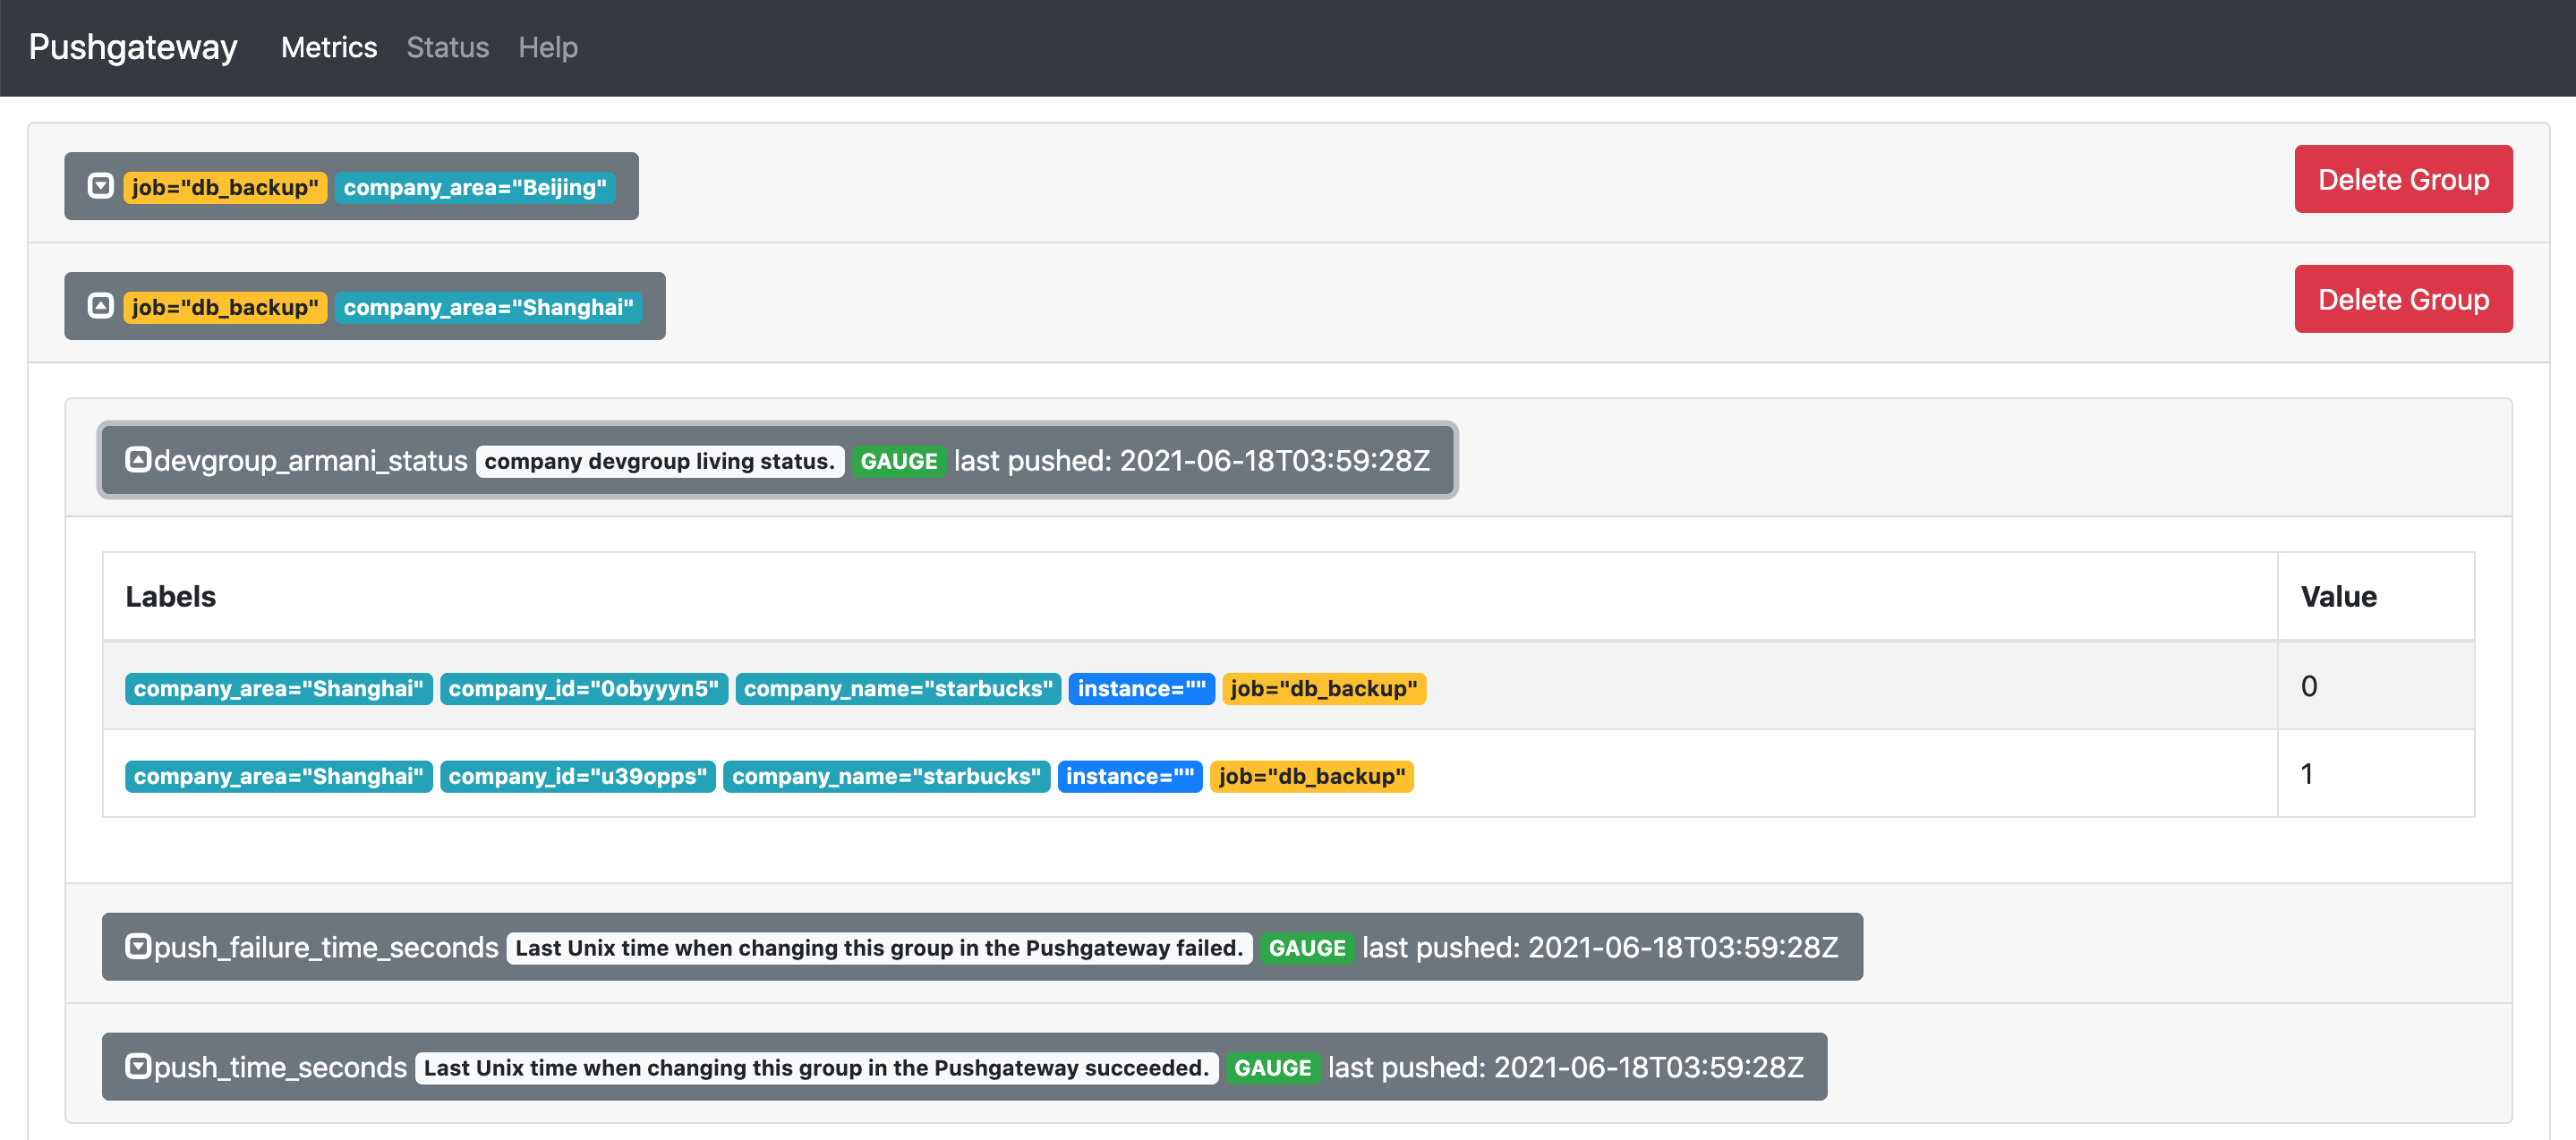 Pushgateway Metrics Status Help
job="db_backup" company_area="Beijing" Delete Group
job="db_backup" company_area="Shanghai" Delete Group
devgroup_armani_status company devgroup living status. GAUGE last pushed: 2021-06-18T03:59:28Z
Labels Value
company_area="Shanghai" company_id="0obyyyn5" company_name="starbucks" instance="" job="db_backup" 0
company_area="Shanghai" company_id="u39opps" company_name="starbucks" instance="" job="db_backup" 1
push_failure_time_seconds Last Unix time when changing this group in the Pushgateway failed. GAUGE last pushed: 2021-06-18T03:59:28Z
push_time_seconds Last Unix time when changing this group in the Pushgateway succeeded. GAUGE last pushed: 2021-06-18T03:59:28Z